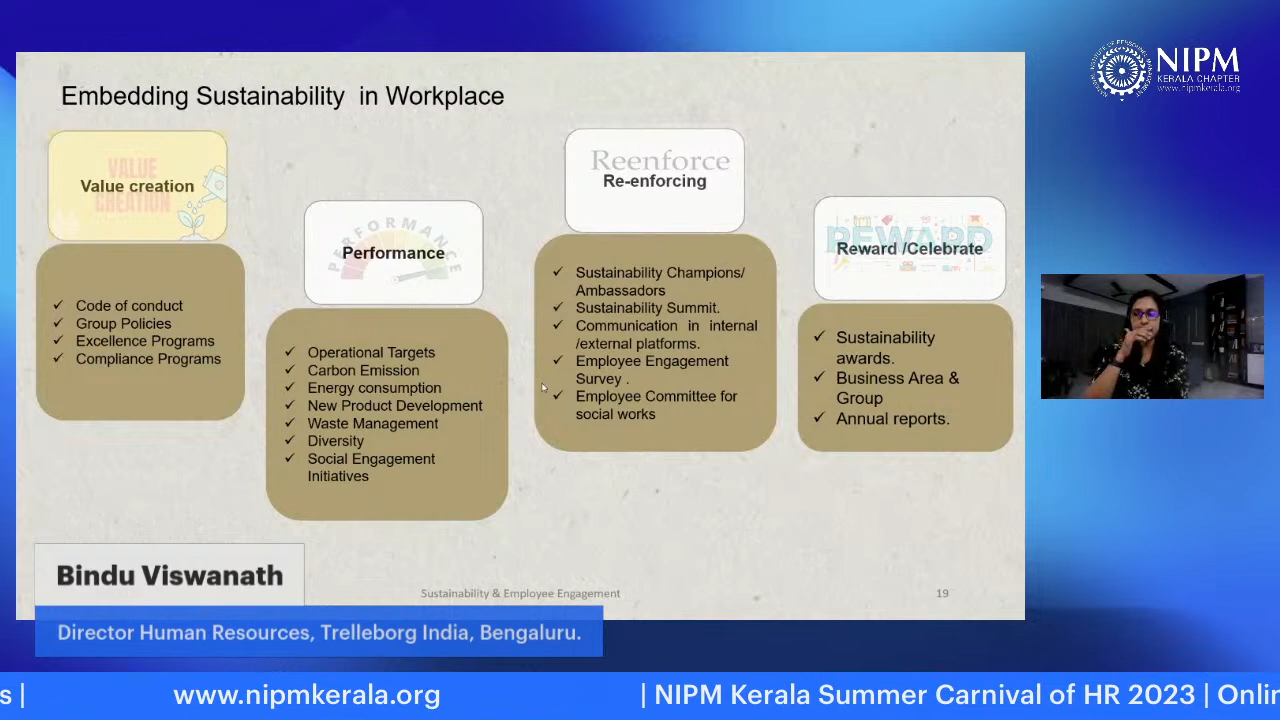 NIPM
KERALA CHAPTER
www.nipmkerala.org
Embedding Sustainability in Workplace
VALUE
CREATION
Value creation
Code of conduct
Group Policies
Excellence Programs
Compliance Programs
PERFORMANCE
Performance
Operational Targets
Carbon Emission
Energy consumption
New Product Development
Waste Management
Diversity
Social Engagement
Initiatives
Reenforce
Re-enforcing
Sustainability Champions/
Ambassadors
Sustainability Summit.
Communication in internal
/external platforms.
Employee Engagement
Survey .
Employee Committee for
social works
REWARD
Reward /Celebrate
Sustainability
awards.
Business Area &
Group
Annual reports.
Bindu Viswanath
Sustainability & Employee Engagement
19
Director Human Resources, Trelleborg India, Bengaluru.
s | www.nipmkerala.org | NIPM Kerala Summer Carnival of HR 2023 | Onlin